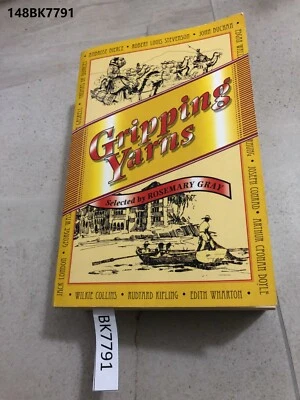 148BK7791
AMBROSE BIERCE • ROBERT LOUIS STEVENSON • JOHN BUCHAN
Gripping
Yarns
Selected by ROSEMARY GRAY
JOSEPH CONRAD • ARTHUR CONAN DOYLE
JACK LONDON • GEORGE
WILKIE COLLINS • RUDYARD KIPLING • EDITH WHARTON
BK7791